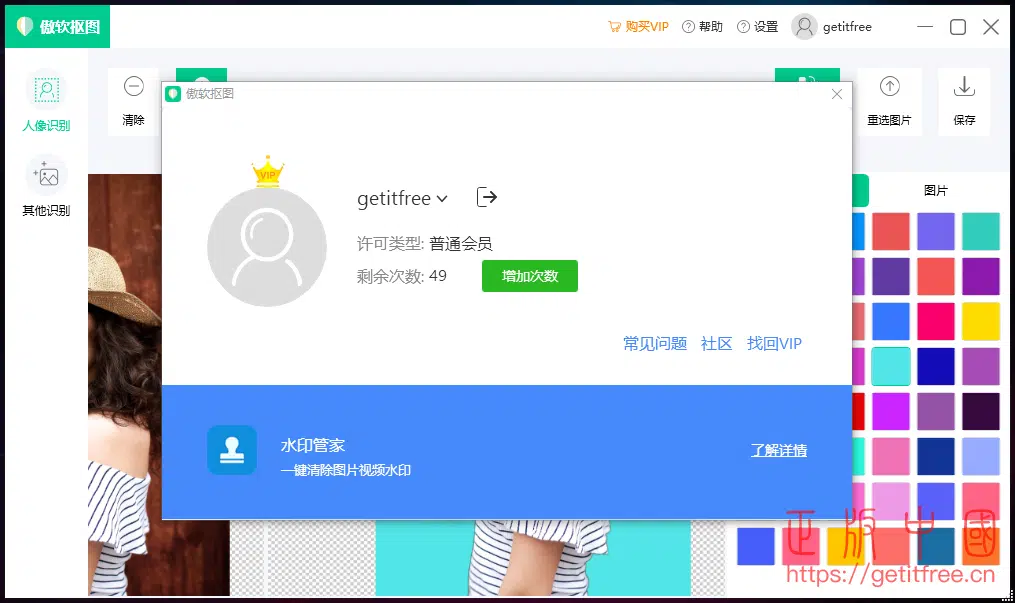 傲软抠图
购买VIP 帮助 设置 getitfree
人像识别
其他识别
清除
重选图片
保存
图片
傲软抠图
VIP
getitfree
许可类型: 普通会员
剩余次数: 49 增加次数
常见问题 社区 找回VIP
水印管家
一键清除图片视频水印
了解详情
正版中國
https://getitfree.cn